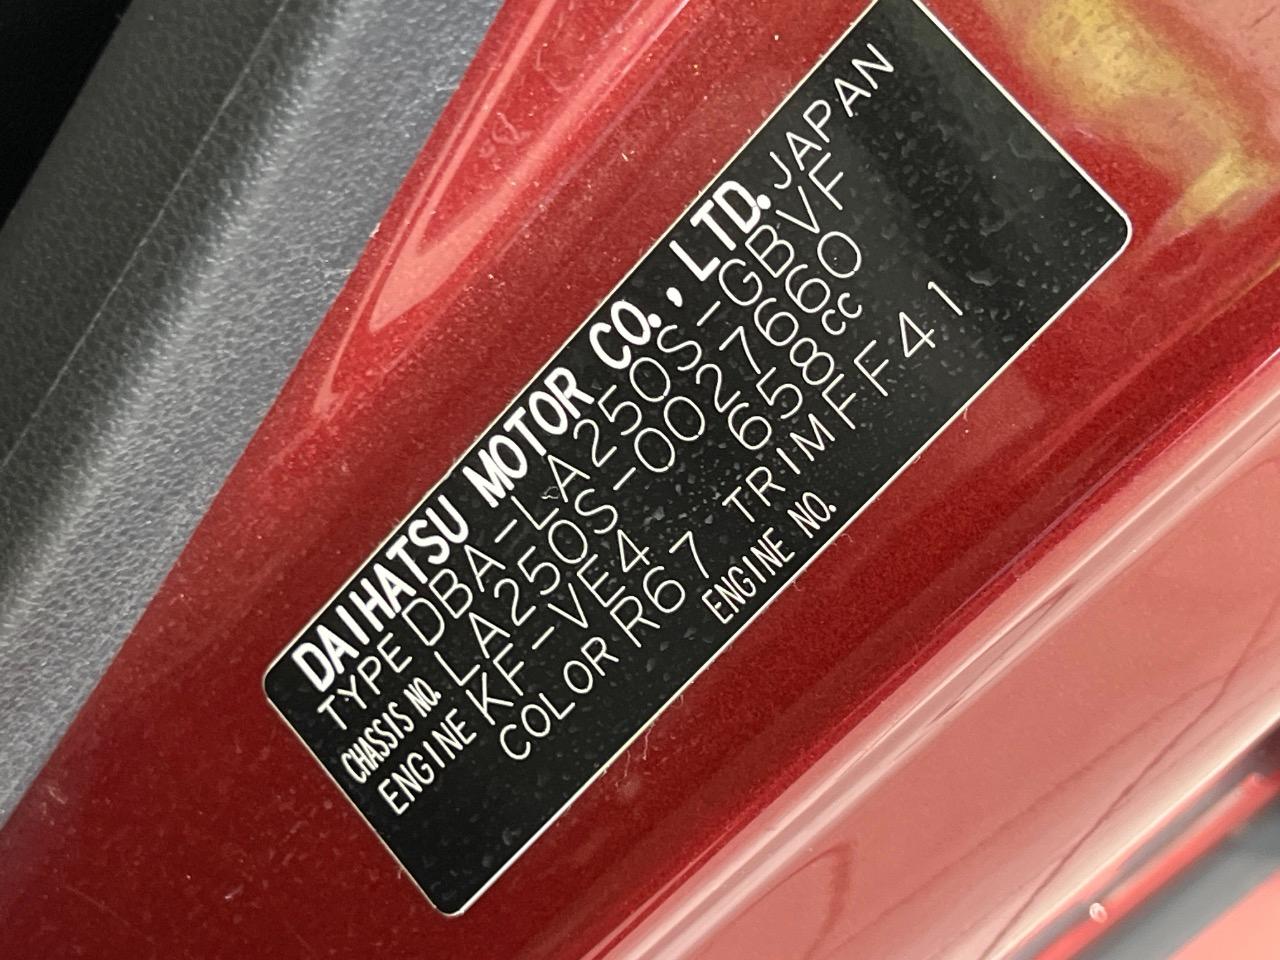 DAIHATSU MOTOR CO., LTD. JAPAN
TYPE DBA-LA250S-GBVF
CHASSIS NO. LA250S-0027660
ENGINE KF-VE4 658cc
COLOR R67 TRIM FF41
ENGINE NO.